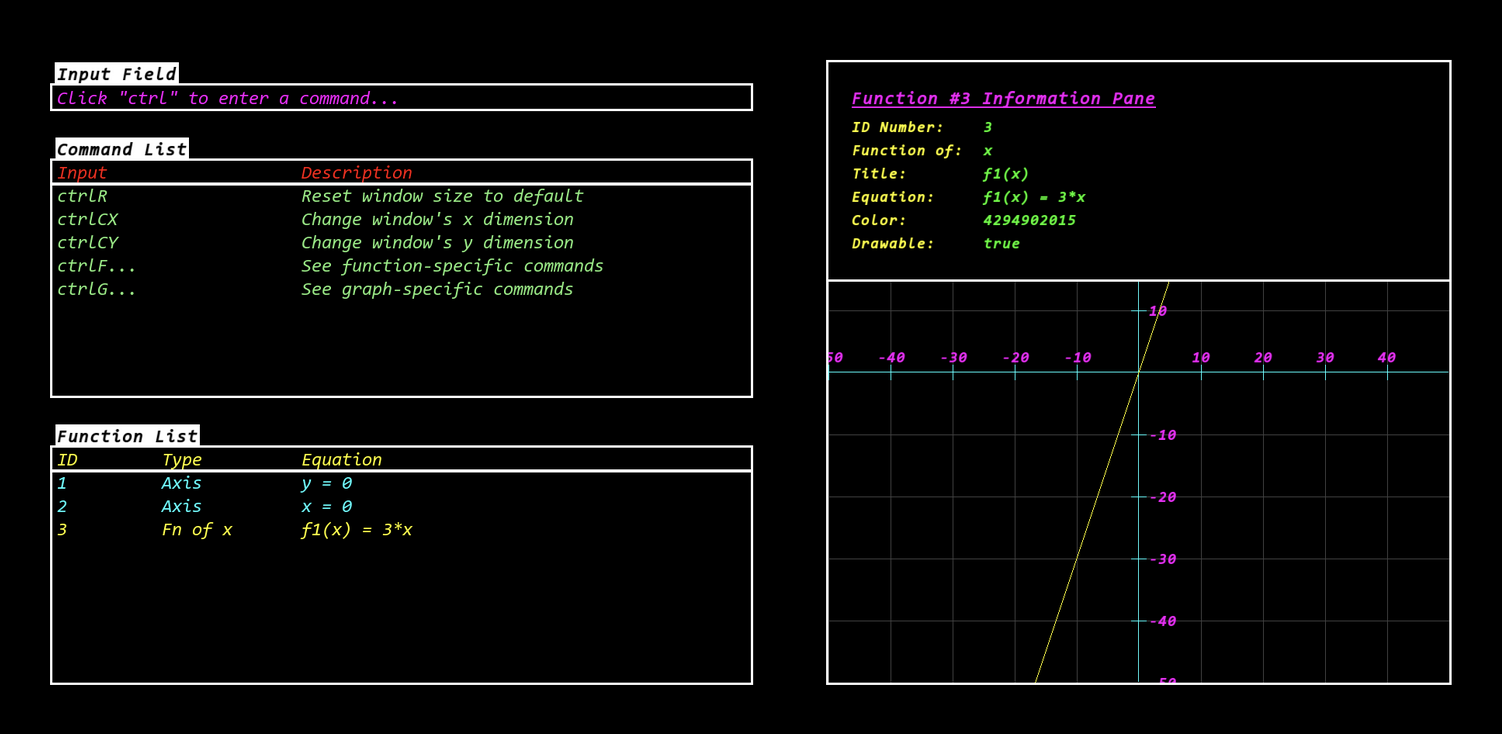 Input Field
Click "ctrl" to enter a command...
Command List
Input Description
ctrlR Reset window size to default
ctrlCX Change window's x dimension
ctrlCY Change window's y dimension
ctrlF... See function-specific commands
ctrlG... See graph-specific commands
Function List
ID Type Equation
1 Axis y = 0
2 Axis x = 0
3 Fn of x ƒ1(x) = 3*x
Function #3 Information Pane
ID Number: 3
Function of: x
Title: ƒ1(x)
Equation: ƒ1(x) = 3*x
Color: 4294902015
Drawable: true
10
50 -40 -30 -20 -10 10 20 30 40
-10
-20
-30
-40